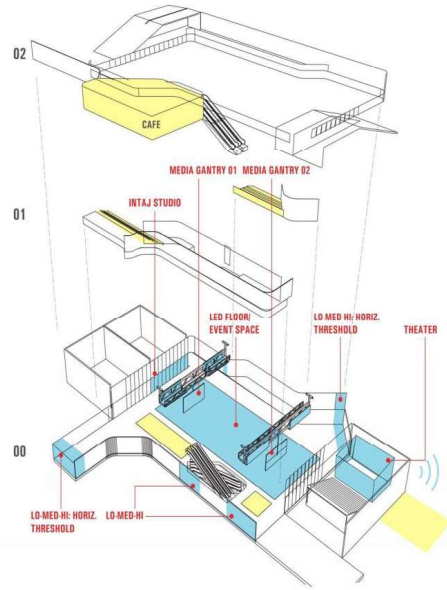 02
CAFE
MEDIA GANTRY 01
MEDIA GANTRY 02
INTAJ STUDIO
01
LED FLOOR/
EVENT SPACE
LO MED HI: HORIZ.
THRESHOLD
THEATER
00
LO-MED-HI: HORIZ.
THRESHOLD
LO-MED-HI